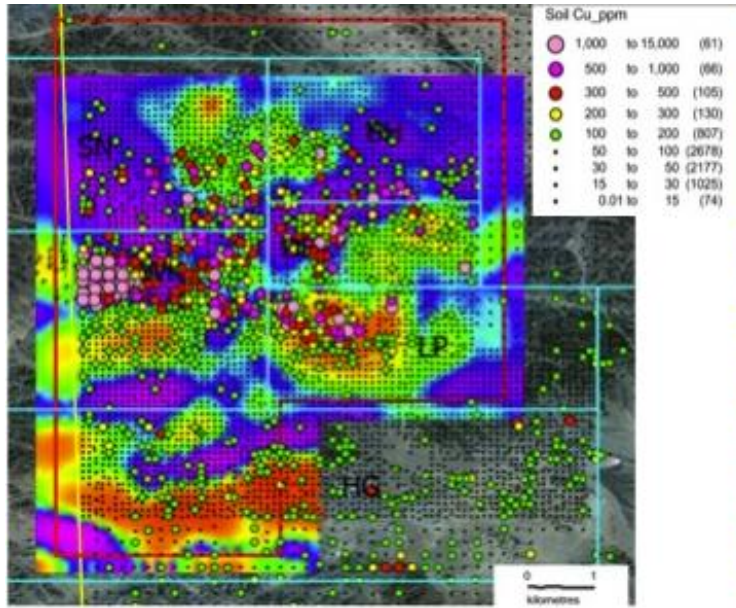 Soil Cu_ppm
1,000 to 15,000 (61)
500 to 1,000 (66)
300 to 500 (105)
200 to 300 (130)
100 to 200 (807)
50 to 100 (2678)
30 to 50 (2177)
15 to 30 (1025)
0.01 to 15 (74)
SN
LP
HG
0 1
kilometres